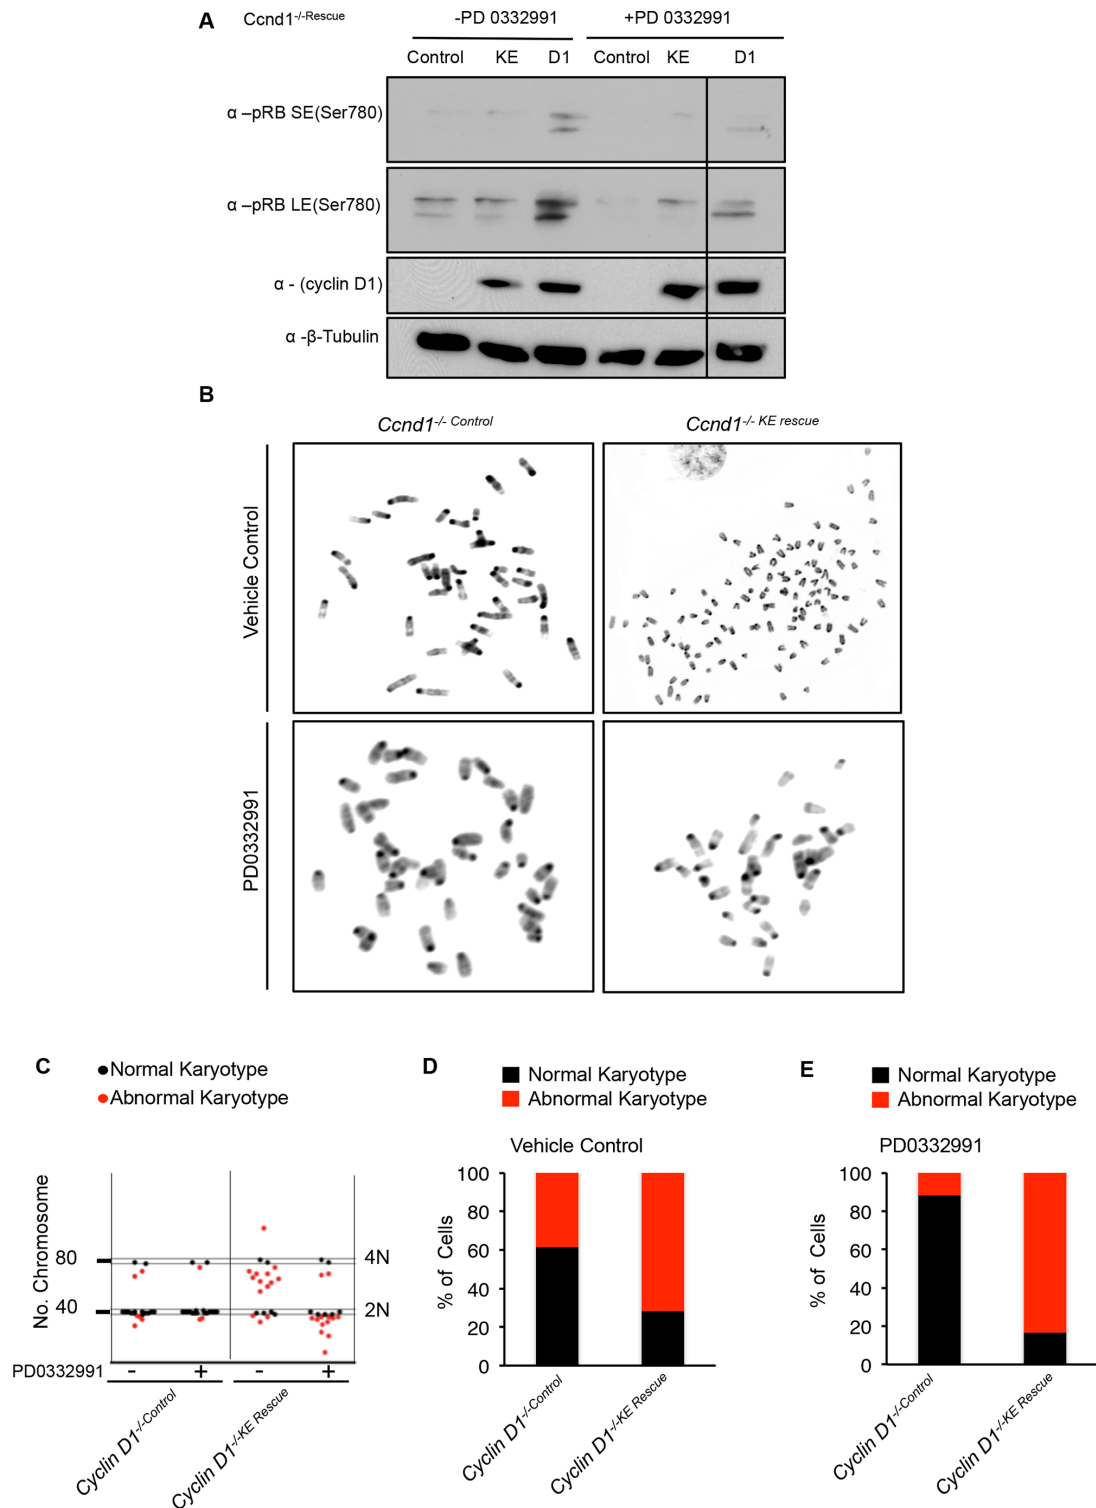 A
Ccnd1-/-Rescue
-PD 0332991
+PD 0332991
Control KE D1 Control KE D1
α –pRB SE(Ser780)
α –pRB LE(Ser780)
α - (cyclin D1)
α -β-Tubulin
B
Ccnd1-/- Control
Ccnd1-/- KE rescue
Vehicle Control
PD0332991
C
Normal Karyotype
Abnormal Karyotype
No. Chromosome
80
40
4N
2N
PD0332991 - + - +
Cyclin D1-/-Control
Cyclin D1-/-KE Rescue
D
Normal Karyotype
Abnormal Karyotype
Vehicle Control
% of Cells
100
80
60
40
20
0
Cyclin D1-/-Control
Cyclin D1-/-KE Rescue
E
Normal Karyotype
Abnormal Karyotype
PD0332991
% of Cells
100
80
60
40
20
0
Cyclin D1-/-Control
Cyclin D1-/-KE Rescue